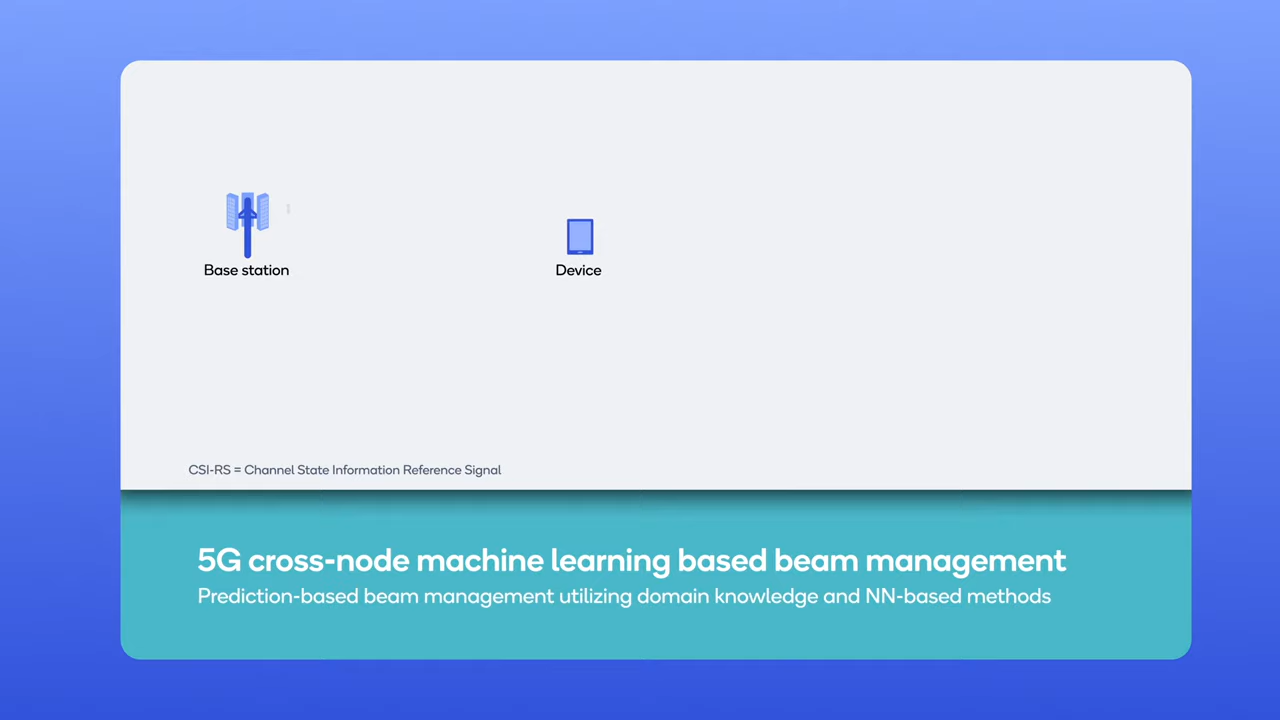 Base station
Device
CSI-RS = Channel State Information Reference Signal
5G cross-node machine learning based beam management
Prediction-based beam management utilizing domain knowledge and NN-based methods